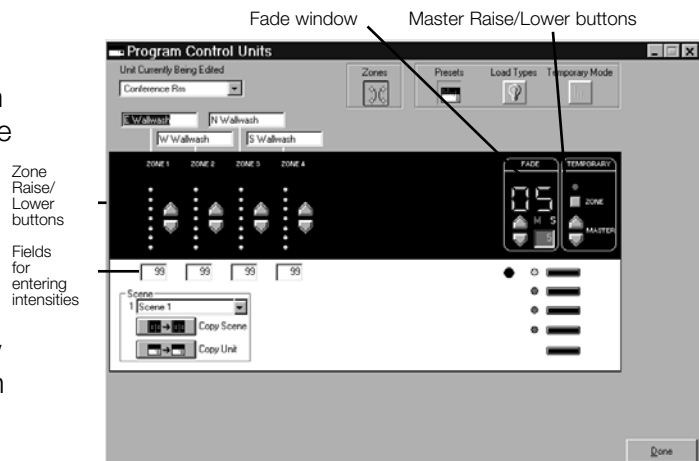 Fade window
Master Raise/Lower buttons
Program Control Units
Unit Currently Being Edited
Conference Rm
Zones
Presets
Load Types
Temporary Mode
E Wallwash
N Wallwash
W Wallwash
S Wallwash
Zone
Raise/
Lower
buttons
ZONE 1
ZONE 2
ZONE 3
ZONE 4
FADE
TEMPORARY
05
M S
S
ZONE
MASTER
Fields
for
entering
intensities
99
99
99
99
Scene
1 Scene 1
Copy Scene
Copy Unit
Done